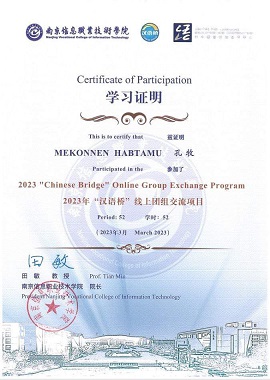 南京信息职业技术学院
Nanjing Vocational College of Information Technology
汉语桥
Certificate of Participation
学习证明
This is to certify that 兹证明
MEKONNEN HABTAMU 孔牧
Participated in the 参加了
2023 "Chinese Bridge" Online Group Exchange Program
2023年“汉语桥”线上团组交流项目
Period: 52 学时: 52
(2023年3月 March 2023)
田敏
田 敏 教 授 Prof. Tian Min
南京信息职业技术学院 院长
President Nanjing Vocational College of Information Technology